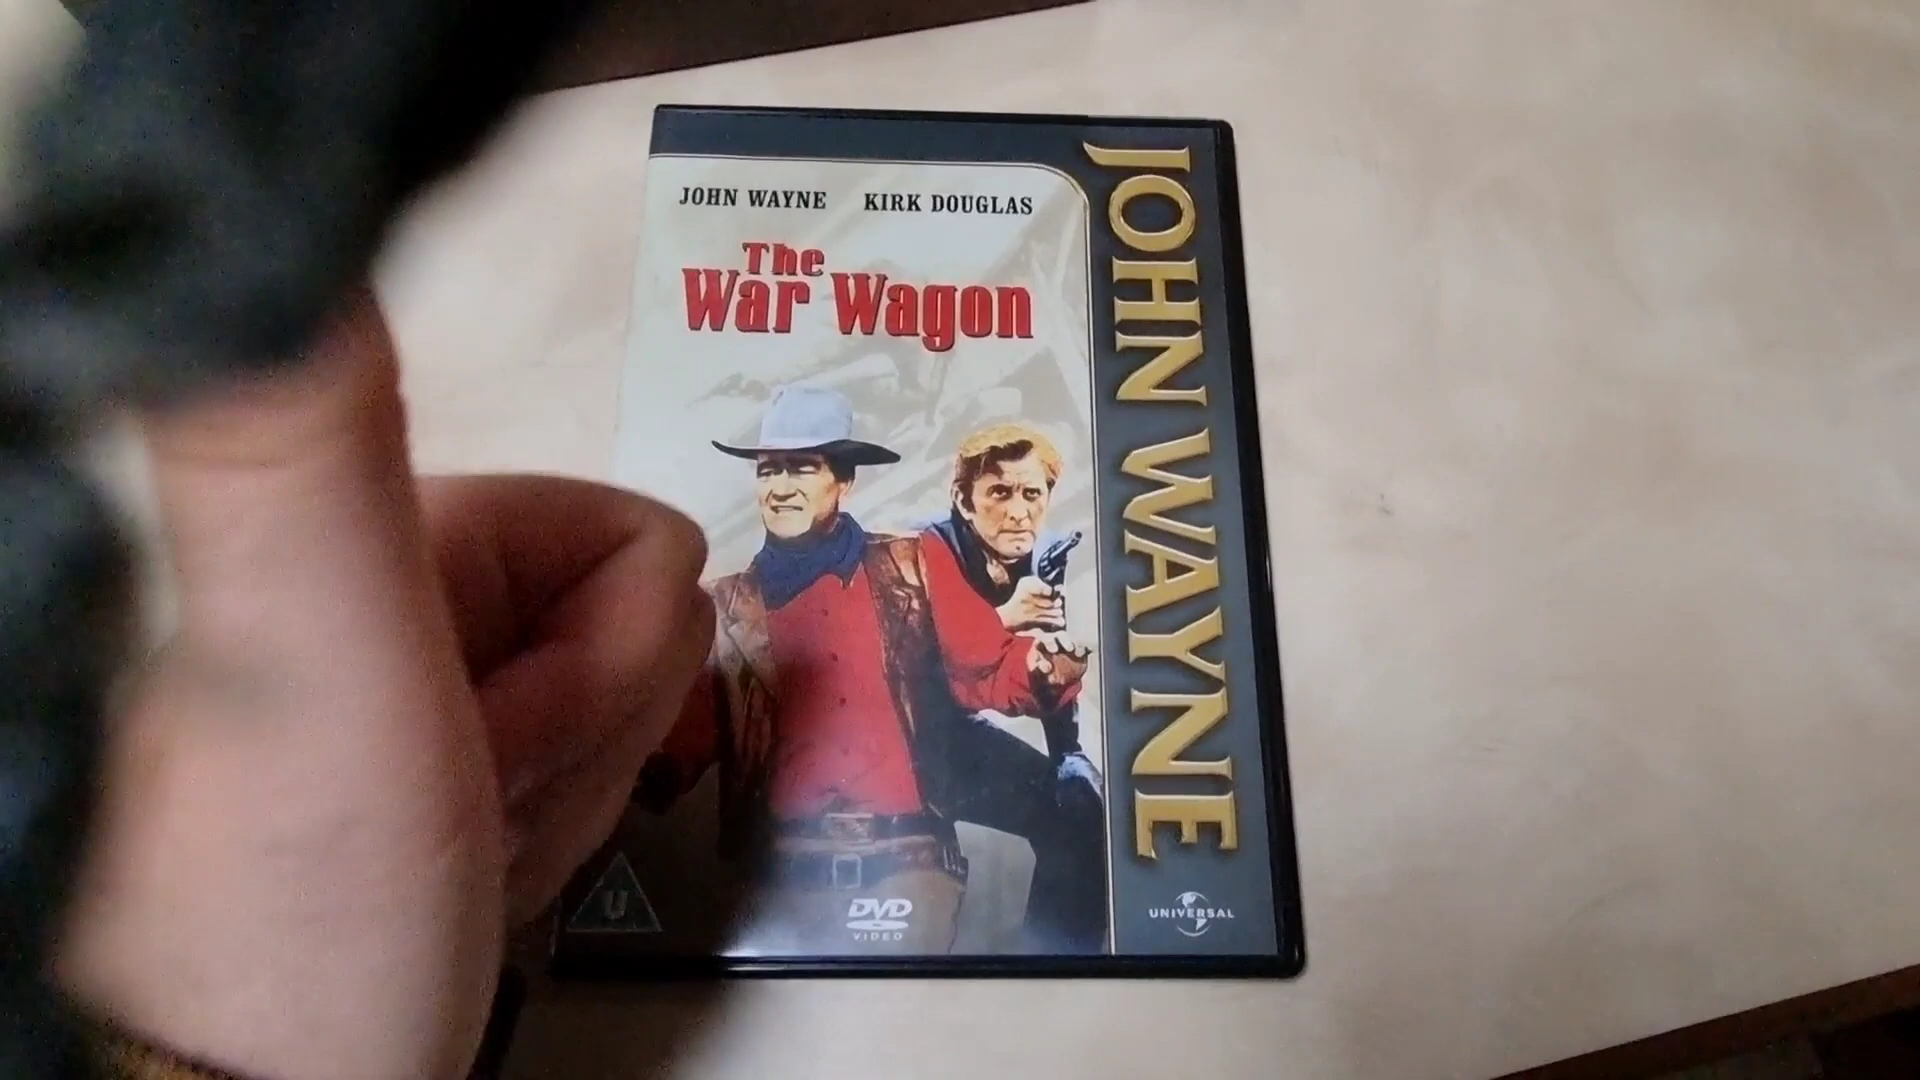 JOHN WAYNE KIRK DOUGLAS
The
War Wagon
JOHN WAYNE
U
DVD
VIDEO
UNIVERSAL